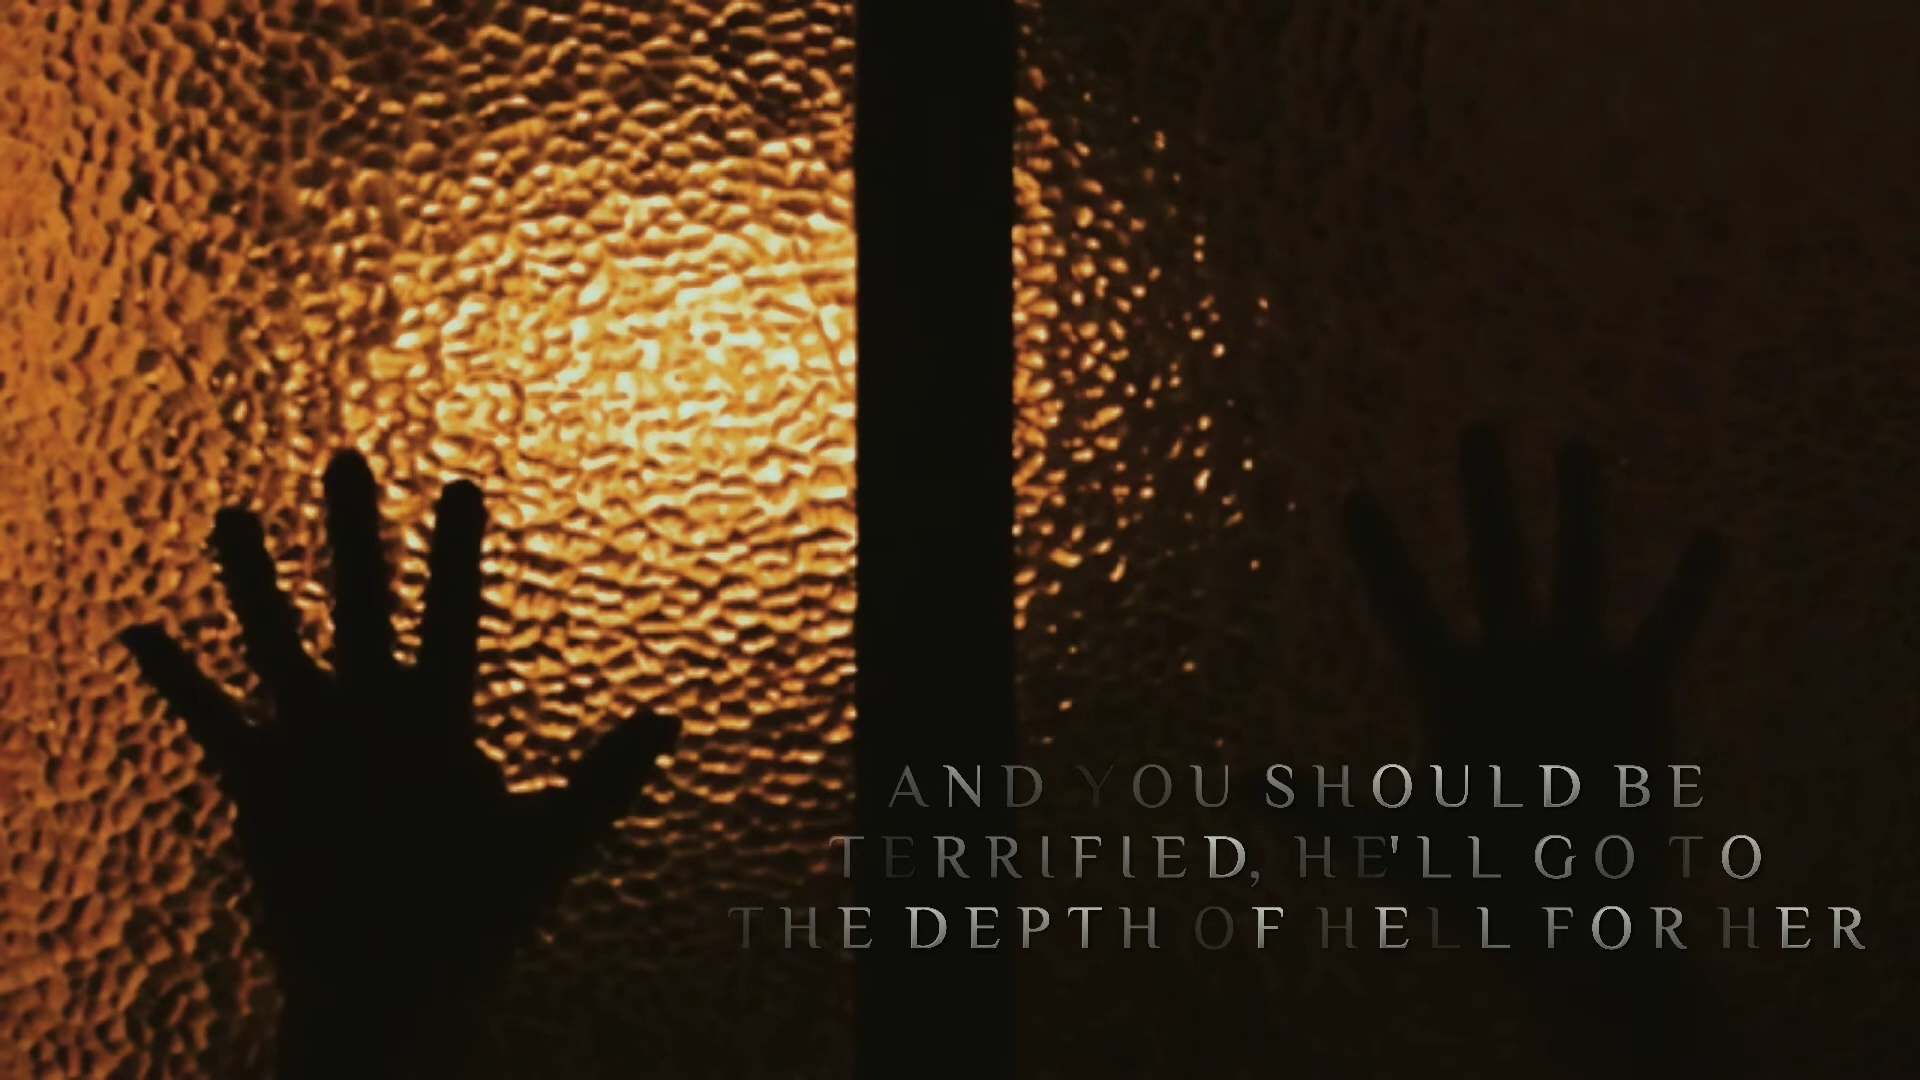 AND YOU SHOULD BE
TERRIFIED, HE'LL GO TO
THE DEPTH OF HELL FOR HER